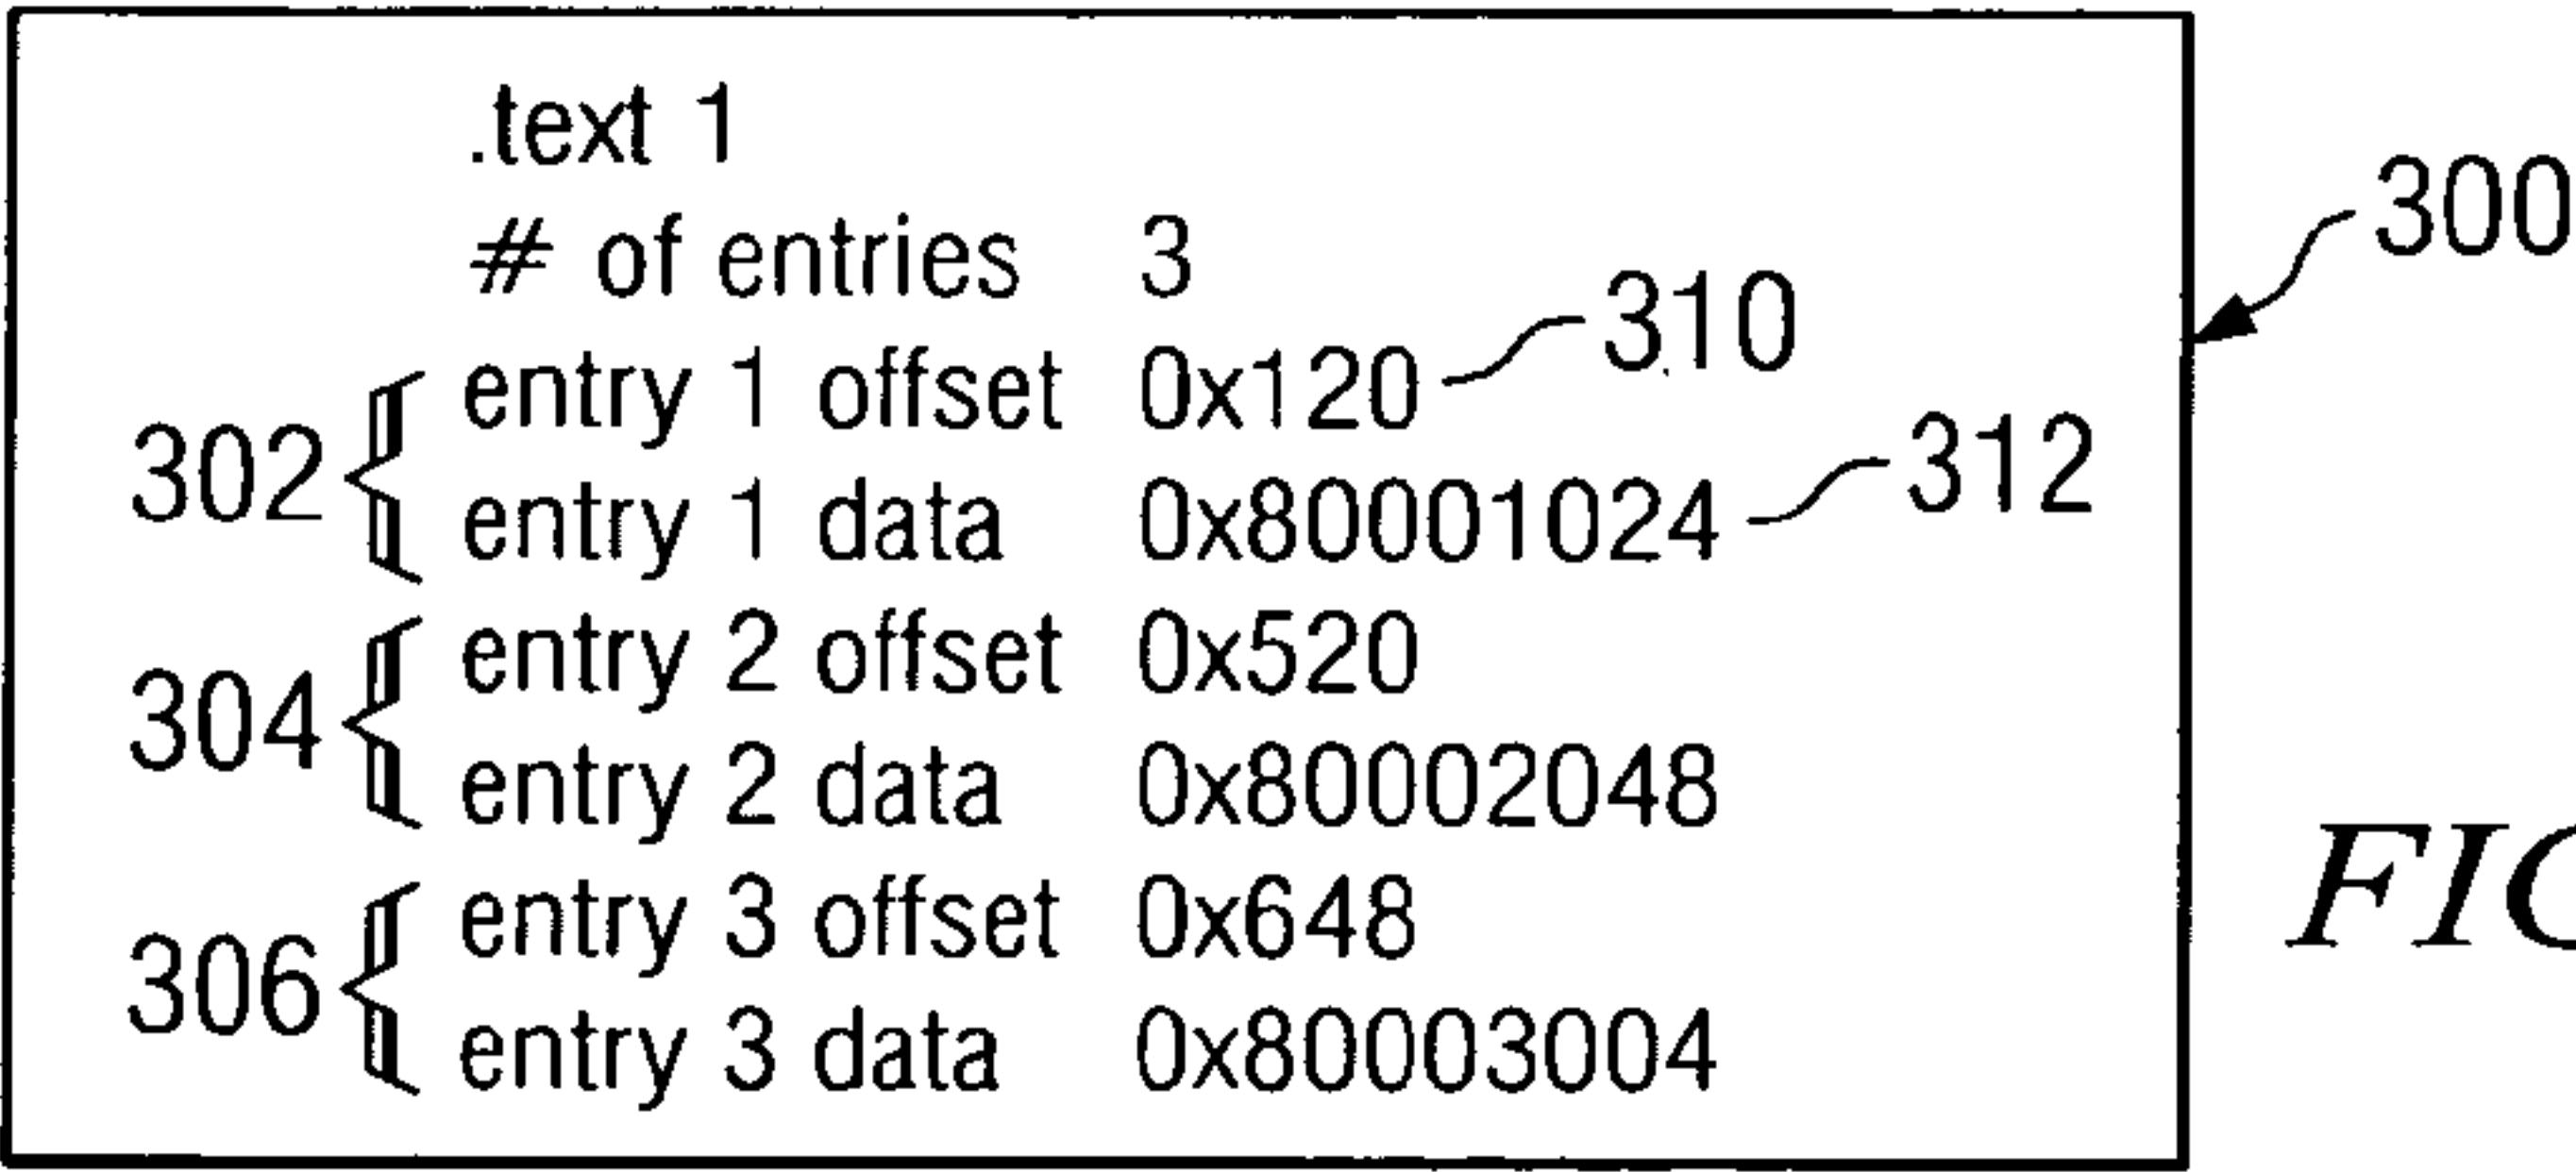 .text 1
# of entries 3
300
entry 1 offset 0x120
310
302
entry 1 data 0x80001024
312
entry 2 offset 0x520
304
entry 2 data 0x80002048
entry 3 offset 0x648
306
entry 3 data 0x80003004